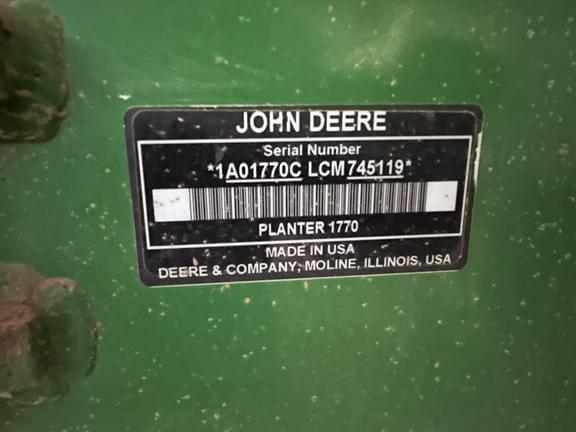 JOHN DEERE
Serial Number
*1A01770C LCM745119*
PLANTER 1770
MADE IN USA
DEERE & COMPANY, MOLINE, ILLINOIS, USA